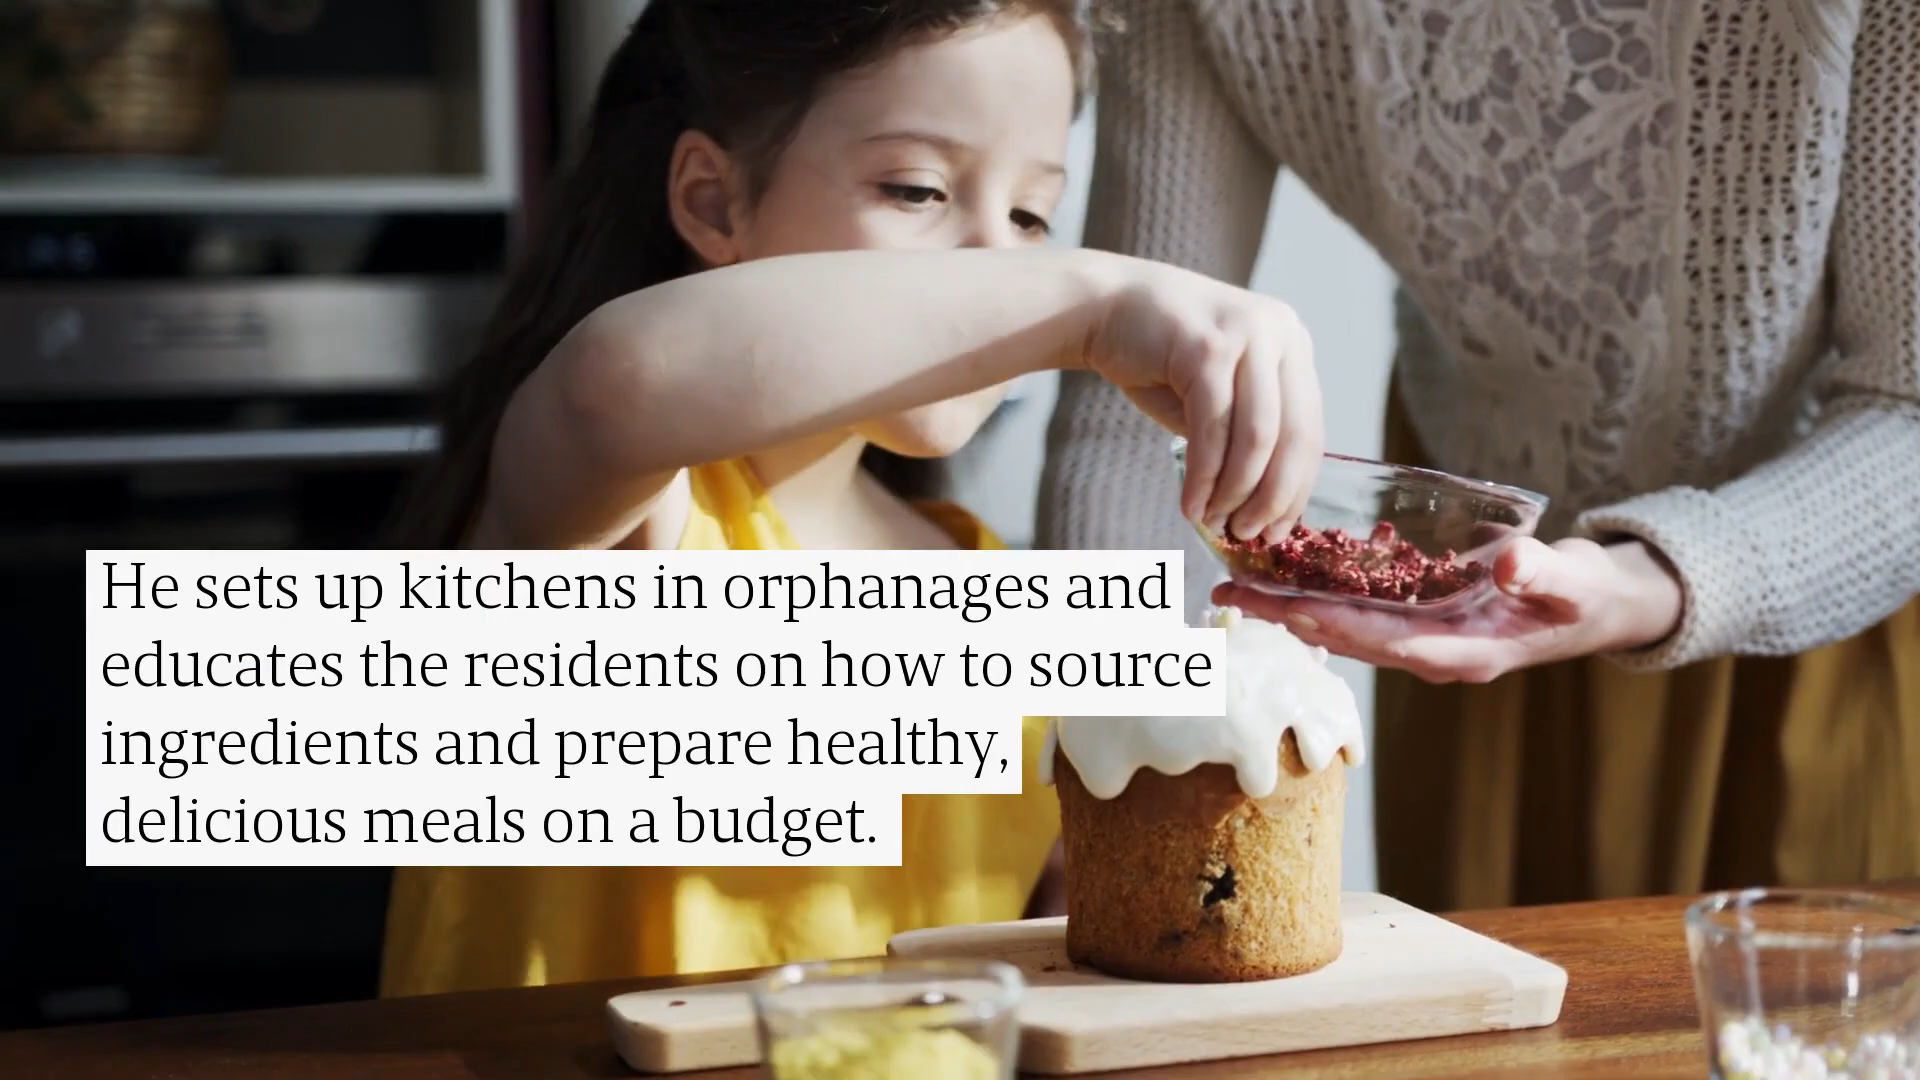 He sets up kitchens in orphanages and
educates the residents on how to source
ingredients and prepare healthy,
delicious meals on a budget.